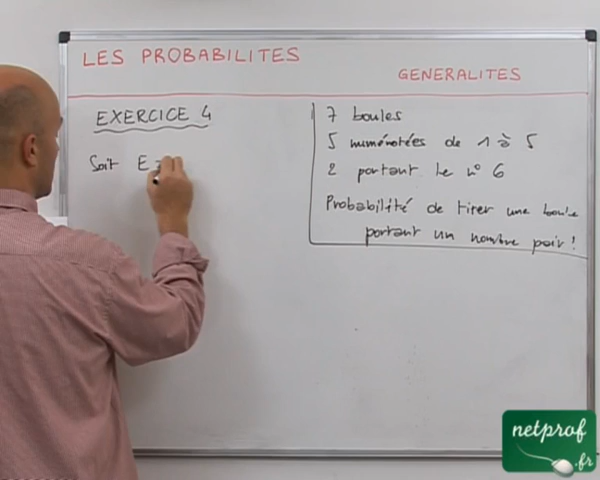 LES PROBABILITES
GENERALITES
EXERCICE 4
Soit E =
7 boules
5 numérotées de 1 à 5
2 portant le n° 6
Probabilité de tirer une boule
portant un nombre pair !
netprof
.fr